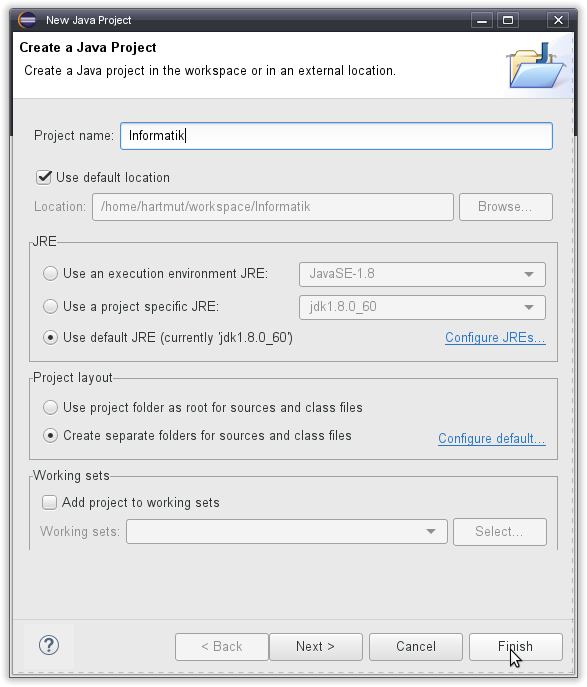 New Java Project
Create a Java Project
Create a Java project in the workspace or in an external location.
Project name: Informatik
Use default location
Location: /home/hartmut/workspace/Informatik Browse...
JRE
Use an execution environment JRE: JavaSE-1.8
Use a project specific JRE: jdk1.8.0_60
Use default JRE (currently 'jdk1.8.0_60') Configure JREs...
Project layout
Use project folder as root for sources and class files
Create separate folders for sources and class files Configure default...
Working sets
Add project to working sets
Working sets: Select...
? < Back Next > Cancel Finish